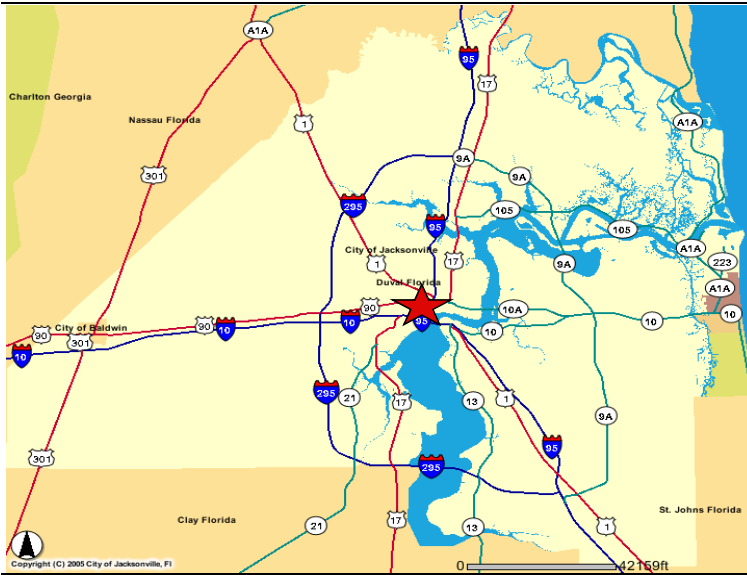 A1A
95
17
Charlton Georgia
Nassau Florida
A1A
1
9A
301
9A
295
105
95
105
City of Jacksonville
A1A
1
17
9A
223
Duval Florida
A1A
90
10A
10
City of Baldwin
90
10
95
10
90
301
10
10
295
21
17
13
1
9A
95
301
295
St. Johns Florida
Clay Florida
21
17
13
1
Copyright (C) 2005 City of Jacksonville, Fl
0
42159ft